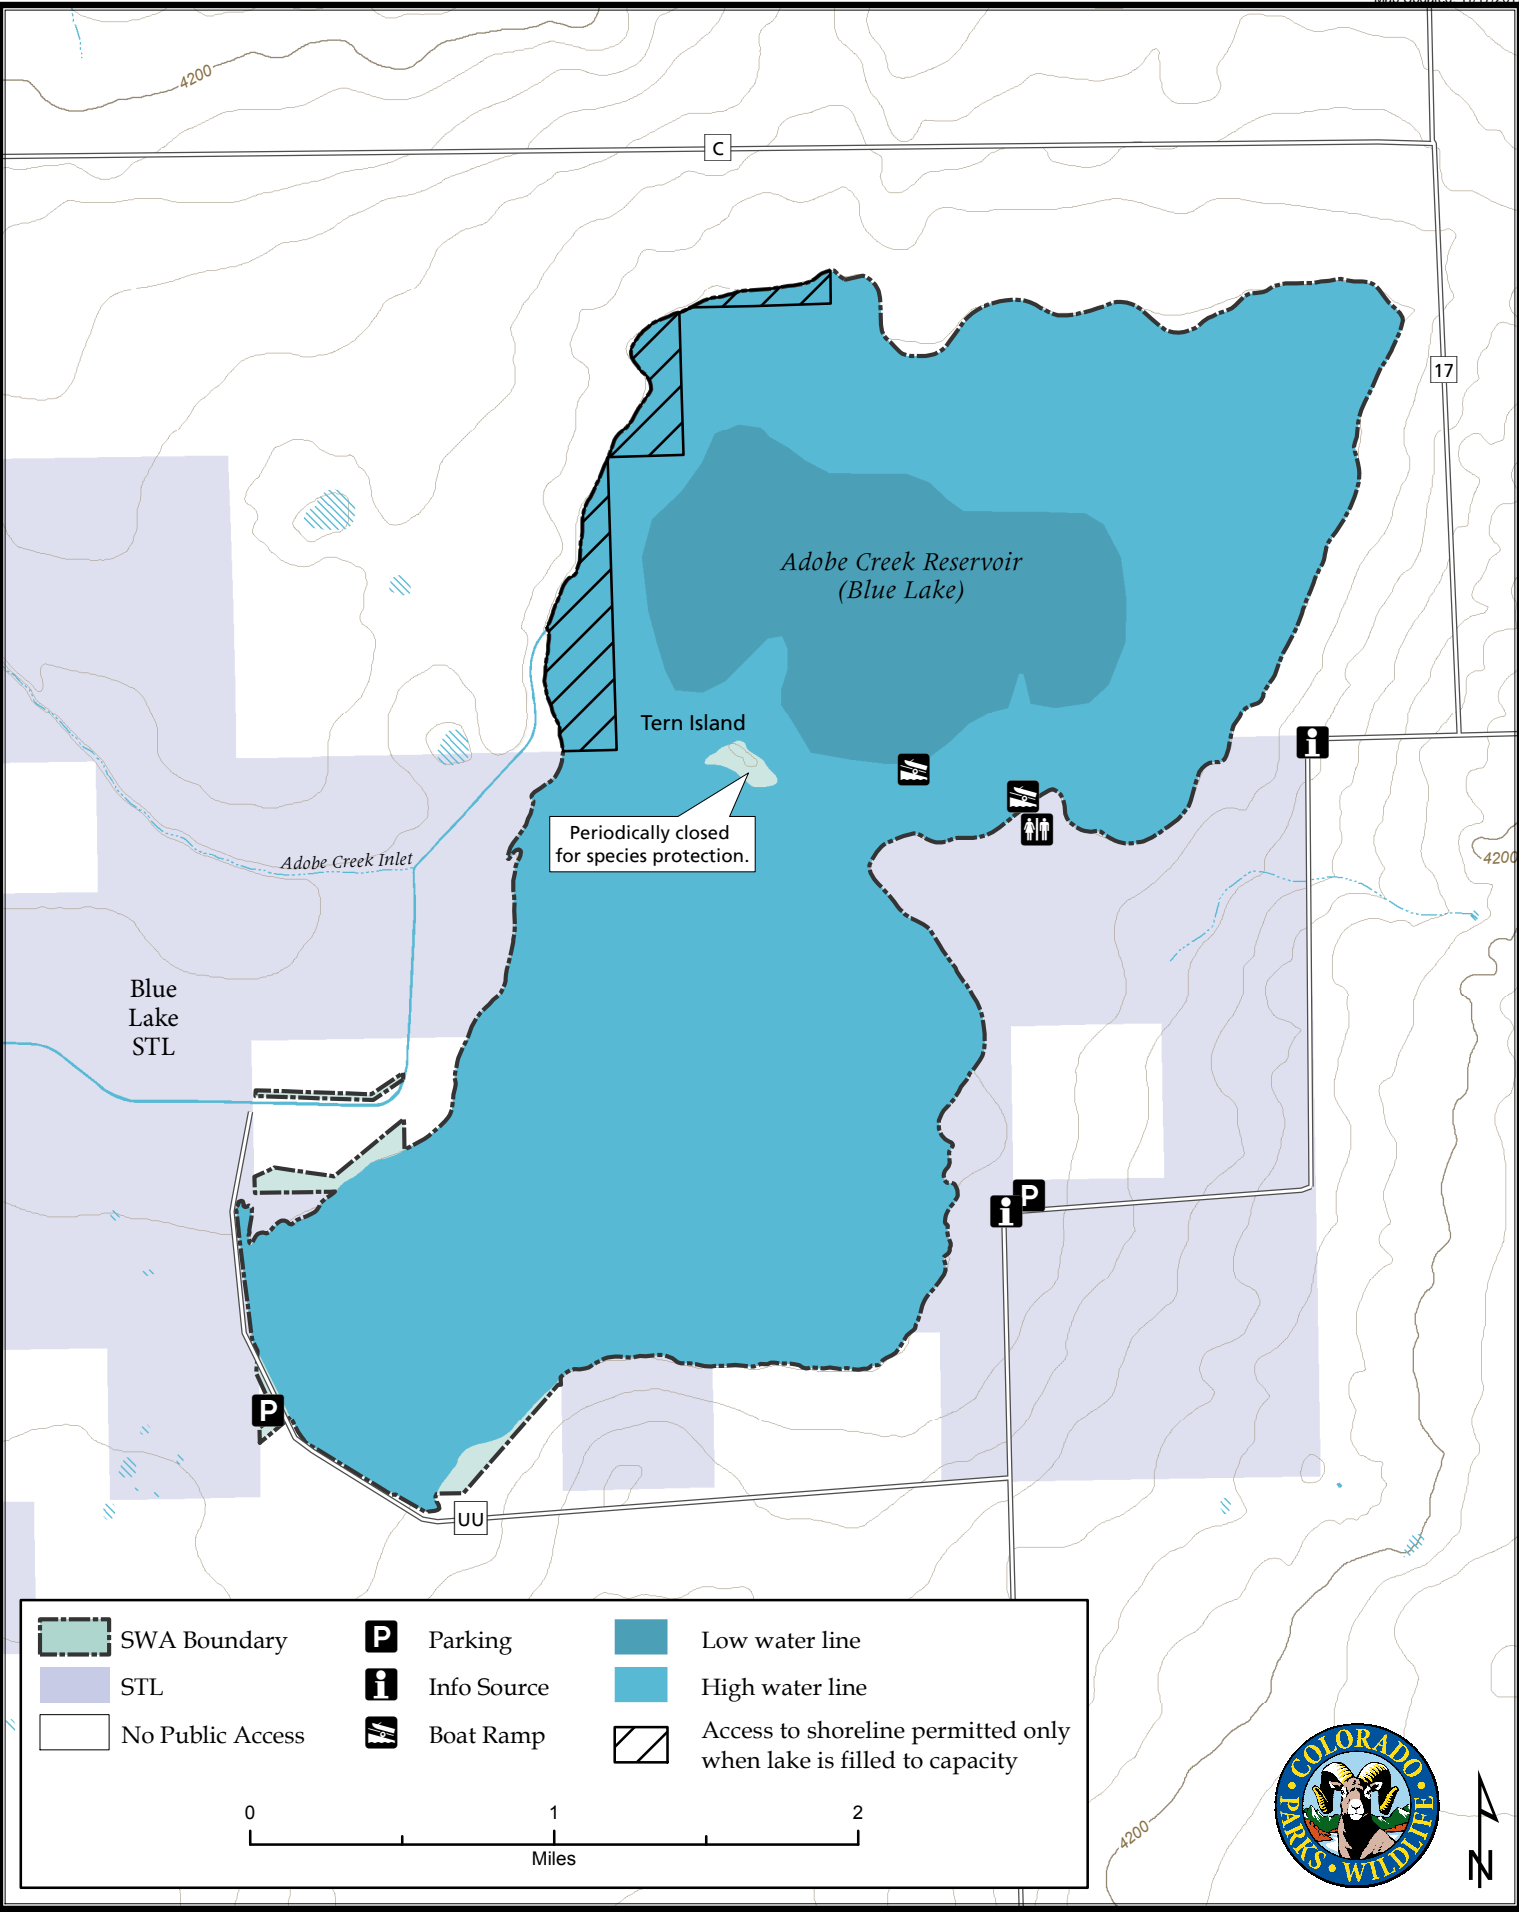 4200
C
17
Adobe Creek Reservoir
(Blue Lake)
Tern Island
Periodically closed
for species protection.
Adobe Creek Inlet
4200
Blue
Lake
STL
P
P
UU
SWA Boundary
STL
No Public Access
P Parking
Info Source
Boat Ramp
Low water line
High water line
Access to shoreline permitted only
when lake is filled to capacity
0 1 2
Miles
4200
COLORADO
PARKS • WILDLIFE
N